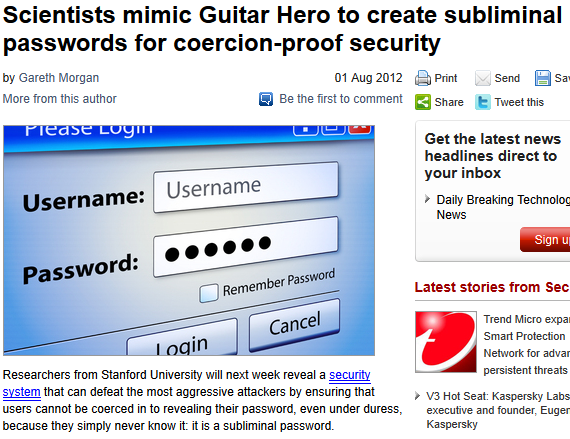 Scientists mimic Guitar Hero to create subliminal
passwords for coercion-proof security
by Gareth Morgan
01 Aug 2012
More from this author
Be the first to comment
Print
Send
Share
Tweet this
Please Login
Username:
Username
Password:
Remember Password
Login
Cancel
Researchers from Stanford University will next week reveal a security
system that can defeat the most aggressive attackers by ensuring that
users cannot be coerced in to revealing their password, even under duress,
because they simply never know it: it is a subliminal password.
Get the latest news
headlines direct to
your inbox
Daily Breaking Technolog
News
Sign u
Latest stories from Sec
Trend Micro expa
Smart Protection
Network for advan
persistent threats
V3 Hot Seat: Kaspersky Labs
executive and founder, Eugen
Kaspersky